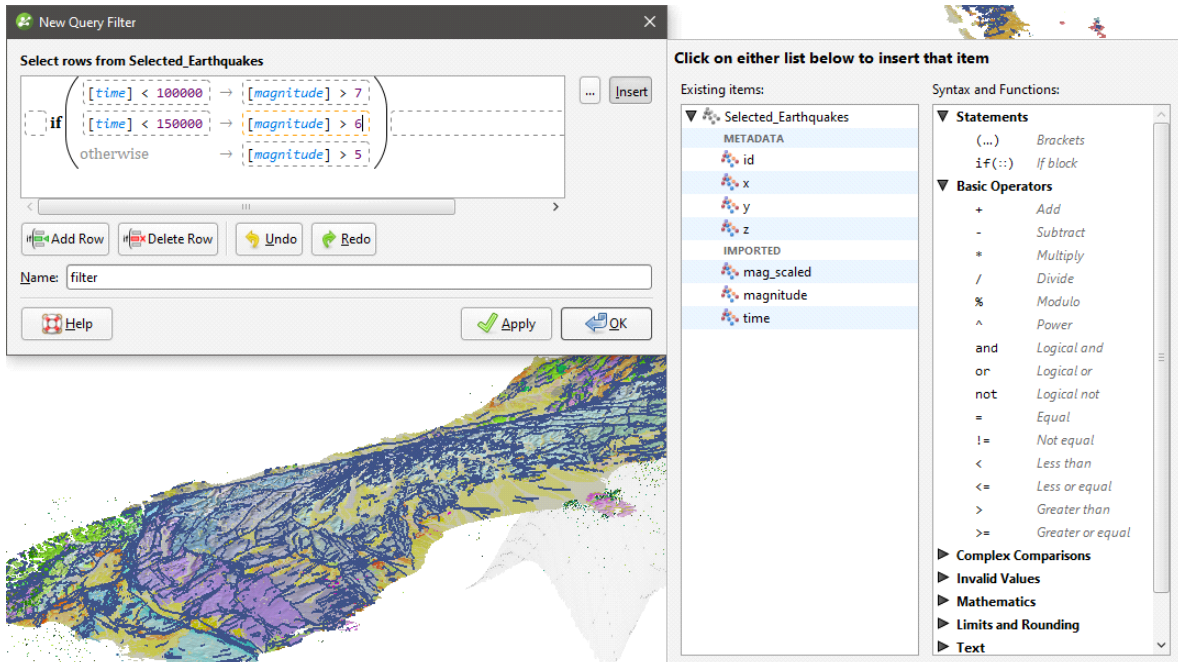 New Query Filter
Select rows from Selected_Earthquakes
[time] < 100000 → [magnitude] > 7
if [time] < 150000 → [magnitude] > 6
otherwise → [magnitude] > 5
... Insert
Add Row Delete Row Undo Redo
Name: filter
Help Apply OK
Click on either list below to insert that item
Existing items:
Selected_Earthquakes
METADATA
id
x
y
z
IMPORTED
mag_scaled
magnitude
time
Syntax and Functions:
Statements
(...) Brackets
if(::) If block
Basic Operators
+ Add
- Subtract
* Multiply
/ Divide
% Modulo
^ Power
and Logical and
or Logical or
not Logical not
= Equal
!= Not equal
< Less than
<= Less or equal
> Greater than
>= Greater or equal
Complex Comparisons
Invalid Values
Mathematics
Limits and Rounding
Text